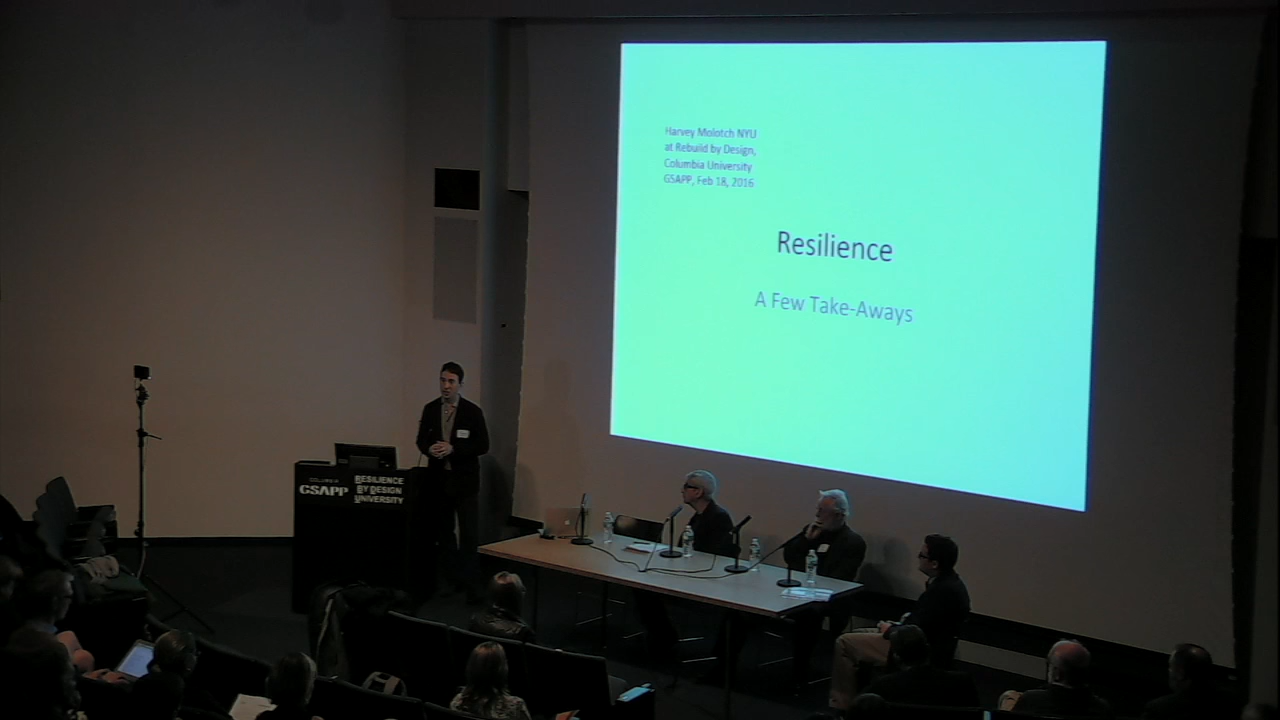 Harvey Molotch NYU
at Rebuild by Design,
Columbia University
GSAPP, Feb 18, 2016
Resilience
A Few Take-Aways
COLUMBIA
GSAPP
RESILIENCE
BY DESIGN
UNIVERSITY